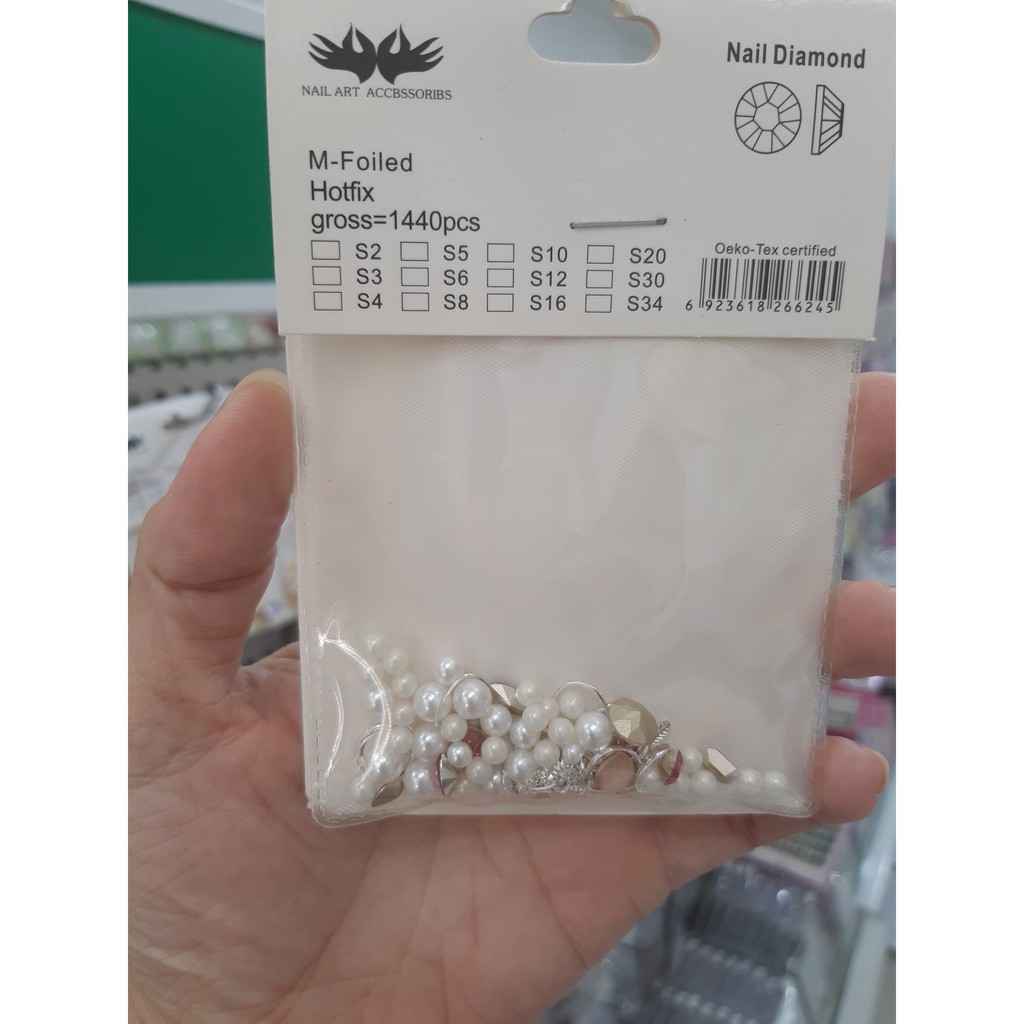 NAIL ART ACCBSSORIBS
Nail Diamond
M-Foiled
Hotfix
gross=1440pcs
S2 S5 S10 S20
S3 S6 S12 S30
S4 S8 S16 S34
Oeko-Tex certified
6 923618 266245